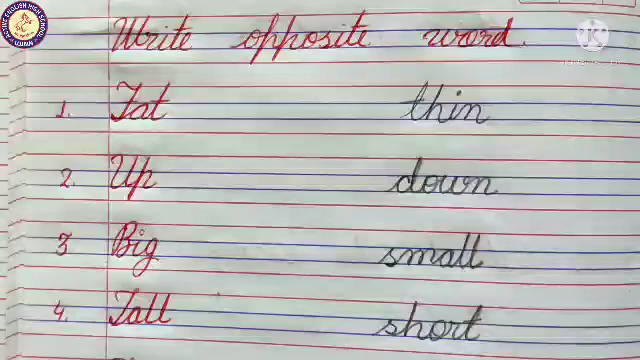 Write opposite word.
1. Fat thin
2. Up down
3 Big small
4. Tall short